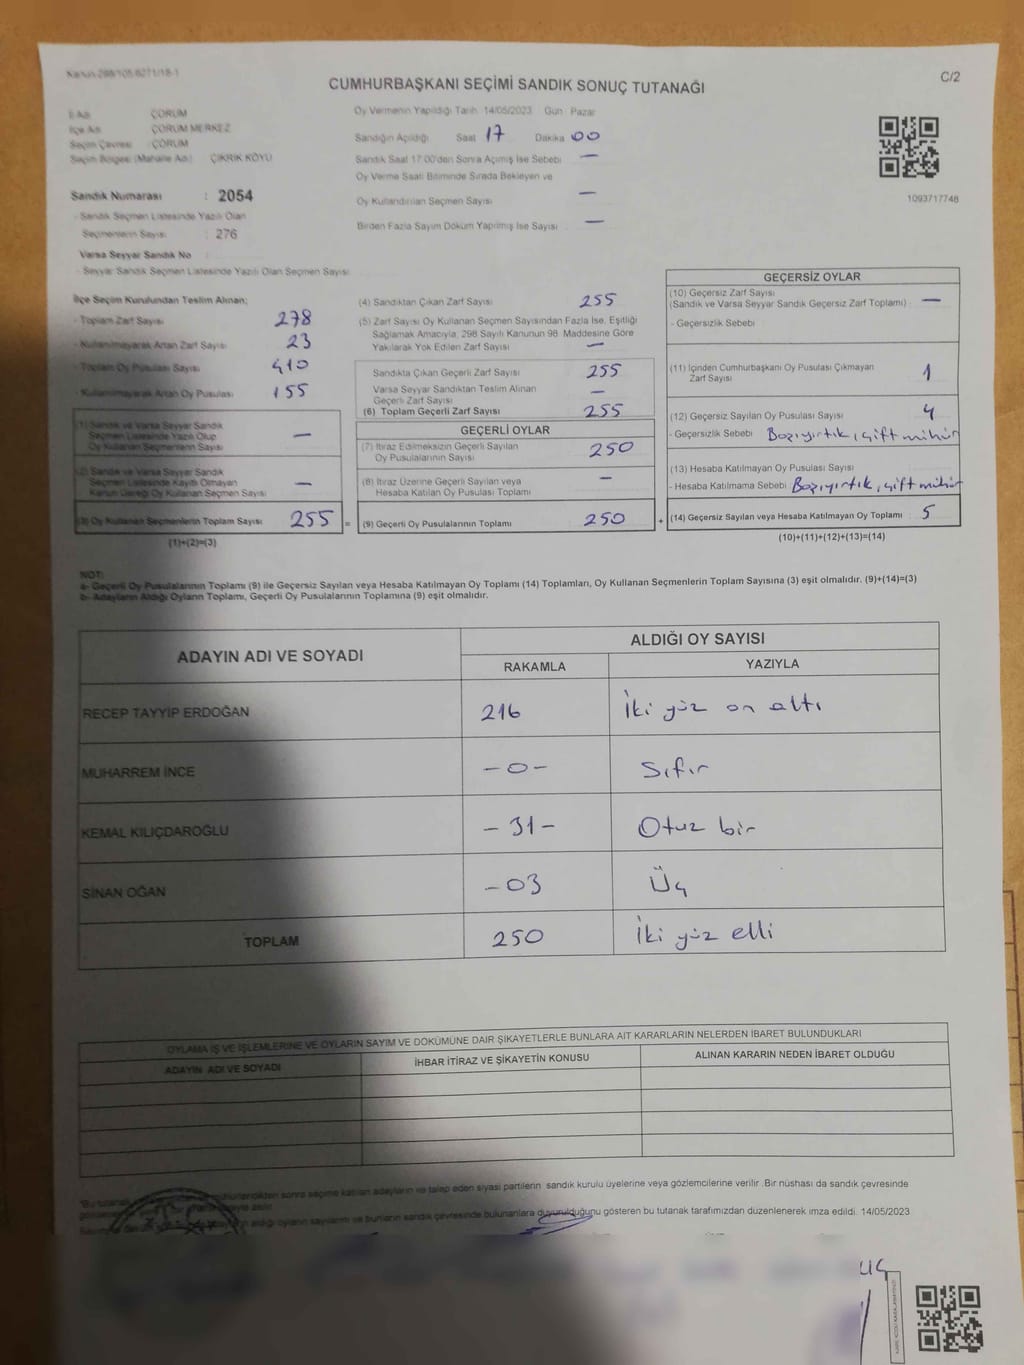 Kanun 298/105.6271/18-1
C/2
CUMHURBAŞKANI SEÇİMİ SANDIK SONUÇ TUTANAĞI
İl Adı ÇORUM
İlçe Adı ÇORUM MERKEZ
Seçim Çevresi ÇORUM
Seçim Bölgesi (Mahalle Adı) ÇIKRIK KÖYÜ
Sandık Numarası : 2054
- Sandık Seçmen Listesinde Yazılı Olan
Seçmenlerin Sayısı : 276
Varsa Seyyar Sandık No
- Seyyar Sandık Seçmen Listesinde Yazılı Olan Seçmen Sayısı
Oy Vermenin Yapıldığı Tarih 14/05/2023 Gün Pazar
Sandığın Açıldığı Saat 17 Dakika 00
Sandık Saat 17:00'den Sonra Açılmış İse Sebebi —
Oy Verme Saati Bitiminde Sırada Bekleyen ve
Oy Kullandırılan Seçmen Sayısı —
Birden Fazla Sayım Döküm Yapılmış İse Sayısı —
1093717748
İlçe Seçim Kurulundan Teslim Alınan;
- Toplam Zarf Sayısı 278
- Kullanılmayarak Artan Zarf Sayısı 23
- Toplam Oy Pusulası Sayısı 410
- Kullanılmayarak Artan Oy Pusulası 155
(1) Sandık ve Varsa Seyyar Sandık
Seçmen Listesinde Yazılı Olup
Oy Kullanan Seçmenlerin Sayısı —
(2) Sandık ve Varsa Seyyar Sandık
Seçmen Listesinde Kayıtlı Olmayan
Kanun Gereği Oy Kullanan Seçmen Sayısı —
(3) Oy Kullanan Seçmenlerin Toplam Sayısı 255 =
(1)+(2)=(3)
(4) Sandıktan Çıkan Zarf Sayısı 255
(5) Zarf Sayısı Oy Kullanan Seçmen Sayısından Fazla İse, Eşitliği
Sağlamak Amacıyla, 298 Sayılı Kanunun 98. Maddesine Göre
Yakılarak Yok Edilen Zarf Sayısı —
Sandıkta Çıkan Geçerli Zarf Sayısı 255
Varsa Seyyar Sandıktan Teslim Alınan
Geçerli Zarf Sayısı —
(6) Toplam Geçerli Zarf Sayısı 255
GEÇERLİ OYLAR
(7) İtiraz Edilmeksizin Geçerli Sayılan
Oy Pusulalarının Sayısı 250
(8) İtiraz Üzerine Geçerli Sayılan veya
Hesaba Katılan Oy Pusulası Toplamı —
(9) Geçerli Oy Pusulalarının Toplamı 250 +
GEÇERSİZ OYLAR
(10) Geçersiz Zarf Sayısı
(Sandık ve Varsa Seyyar Sandık Geçersiz Zarf Toplamı) —
- Geçersizlik Sebebi
(11) İçinden Cumhurbaşkanı Oy Pusulası Çıkmayan
Zarf Sayısı 1
(12) Geçersiz Sayılan Oy Pusulası Sayısı 4
- Geçersizlik Sebebi Bazıyırtık, çift mühür
(13) Hesaba Katılmayan Oy Pusulası Sayısı
- Hesaba Katılmama Sebebi Bazıyırtık, çift mühür
(14) Geçersiz Sayılan veya Hesaba Katılmayan Oy Toplamı 5
(10)+(11)+(12)+(13)=(14)
NOT:
a- Geçerli Oy Pusulalarının Toplamı (9) ile Geçersiz Sayılan veya Hesaba Katılmayan Oy Toplamı (14) Toplamları, Oy Kullanan Seçmenlerin Toplam Sayısına (3) eşit olmalıdır. (9)+(14)=(3)
b- Adayların Aldığı Oyların Toplamı, Geçerli Oy Pusulalarının Toplamına (9) eşit olmalıdır.
ADAYIN ADI VE SOYADI
ALDIĞI OY SAYISI
RAKAMLA YAZIYLA
RECEP TAYYİP ERDOĞAN 216 İki yüz on altı
MUHARREM İNCE -0- Sıfır
KEMAL KILIÇDAROĞLU -31- Otuz bir
SİNAN OĞAN -03 Üç
TOPLAM 250 İki yüz elli
OYLAMA İŞ VE İŞLEMLERİNE VE OYLARIN SAYIM VE DÖKÜMÜNE DAİR ŞİKAYETLERLE BUNLARA AİT KARARLARIN NELERDEN İBARET BULUNDUKLARI
ADAYIN ADI VE SOYADI İHBAR İTİRAZ VE ŞİKAYETİN KONUSU ALINAN KARARIN NEDEN İBARET OLDUĞU
sonra seçime katılan adayların ve talep eden siyasi partilerin sandık kurulu üyelerine veya gözlemcilerine verilir. Bir nüshası da sandık çevresinde
aldığı oyların sayılarını ve bunların sandık çevresinde bulunanlara duyurulduğunu gösteren bu tutanak tarafımızdan düzenlenerek imza edildi. 14/05/2023